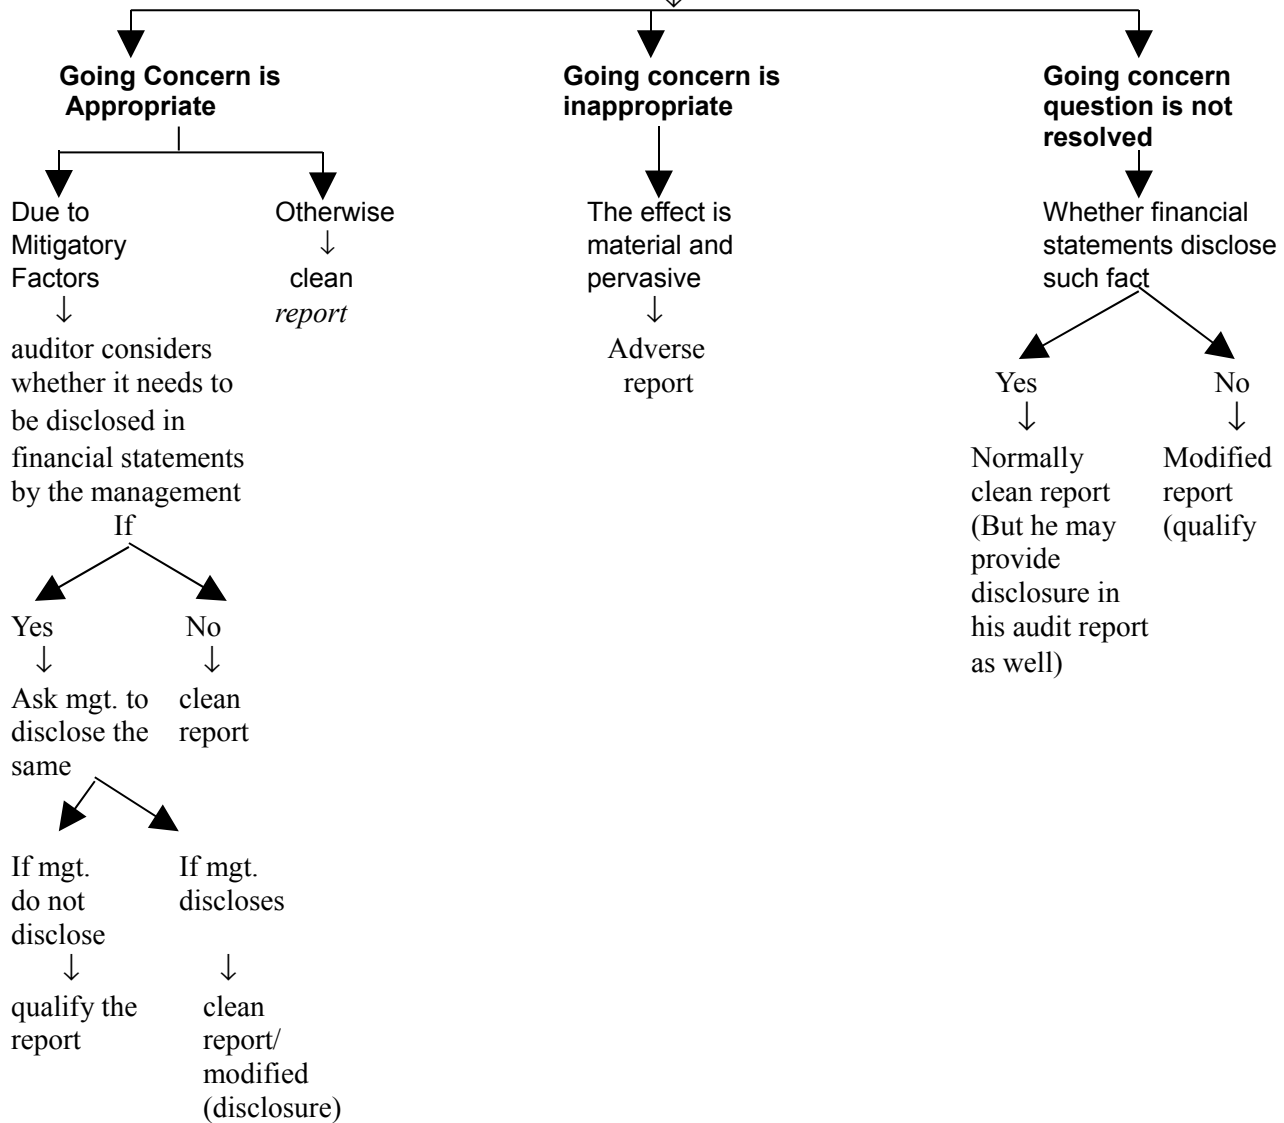 Going Concern is
Appropriate
Going concern is
inappropriate
Going concern
question is not
resolved
Due to
Mitigatory
Factors
↓
auditor considers
whether it needs to
be disclosed in
financial statements
by the management
If
Otherwise
↓
clean
report
The effect is
material and
pervasive
↓
Adverse
report
Whether financial
statements disclose
such fact
Yes
↓
Normally
clean report
(But he may
provide
disclosure in
his audit report
as well)
No
↓
Modified
report
(qualify
Yes
↓
Ask mgt. to
disclose the
same
No
↓
clean
report
If mgt.
do not
disclose
↓
qualify the
report
If mgt.
discloses
↓
clean
report/
modified
(disclosure)